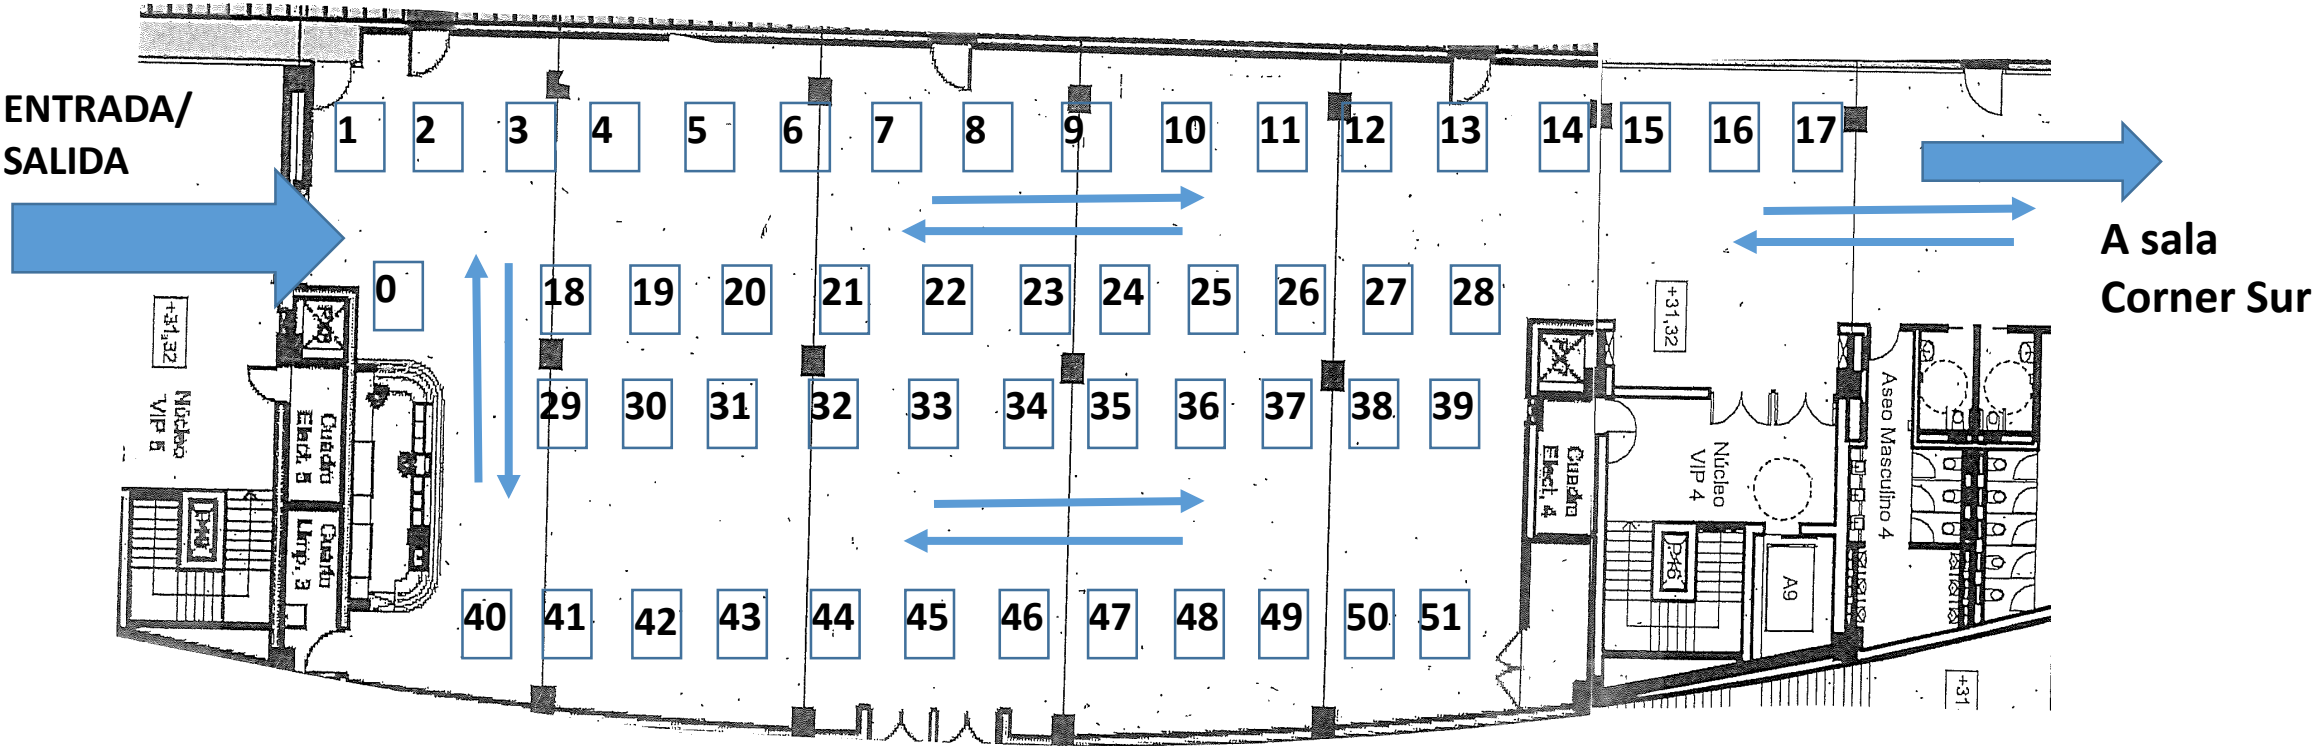 ENTRADA/
SALIDA
1 2 3 4 5 6 7 8 9 10 11 12 13 14 15 16 17
A sala
Corner Sur
0 18 19 20 21 22 23 24 25 26 27 28
29 30 31 32 33 34 35 36 37 38 39
40 41 42 43 44 45 46 47 48 49 50 51
+31,32
Núcleo
VIP 5
Cuadro
Elect. 5
Cuarto
Limp. 3
Cuadro
Elect. 4
+31,32
Núcleo
VIP 4
P16
A9
Aseo Masculino 4
+31